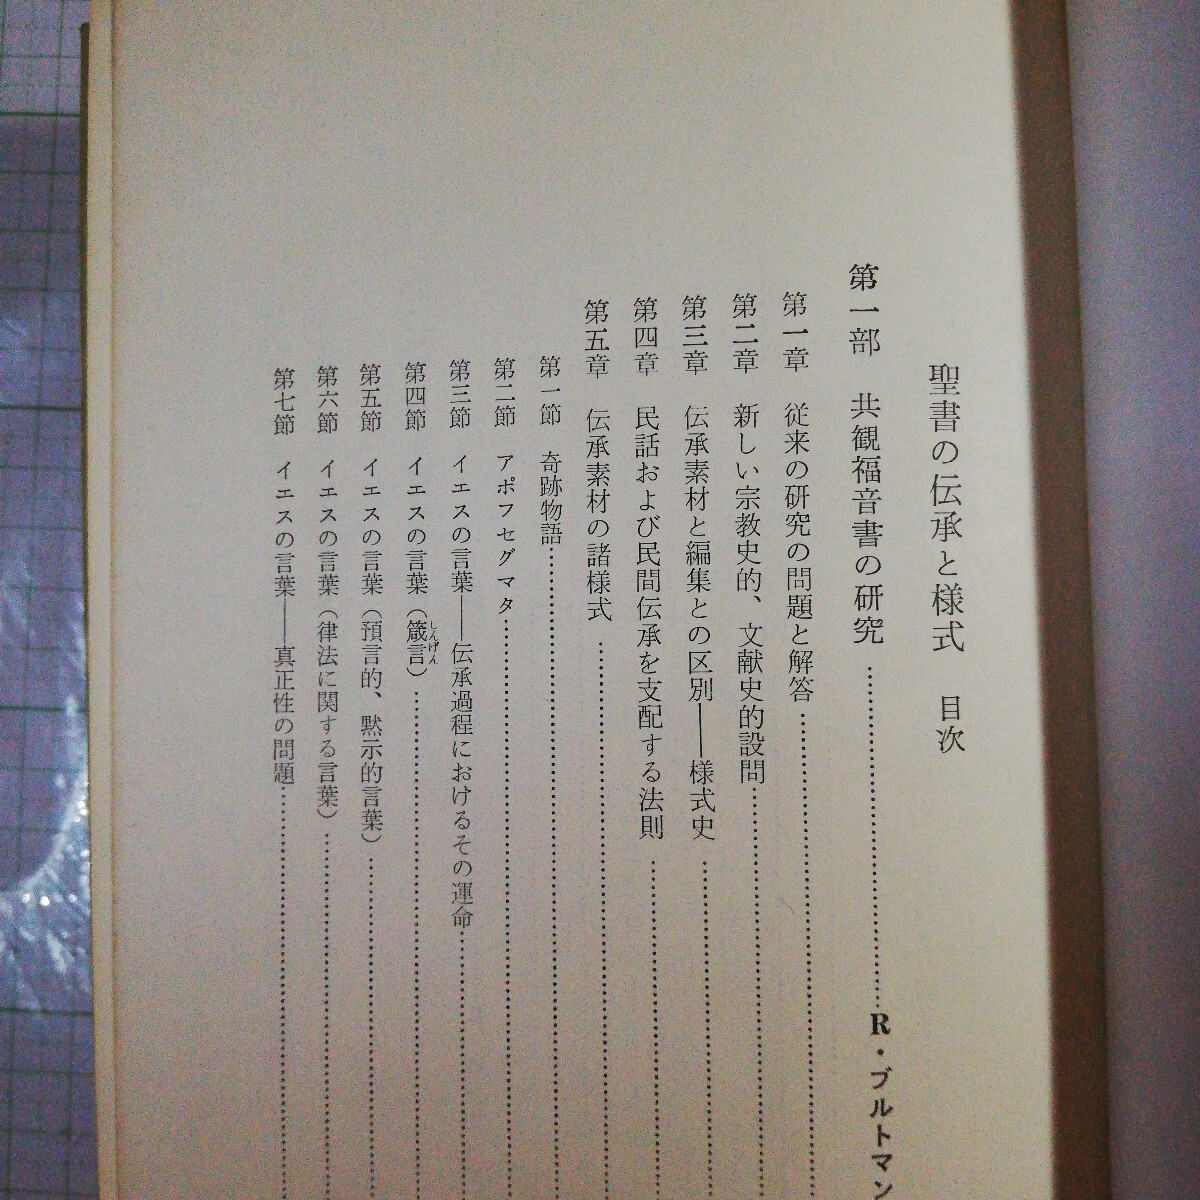 聖書の伝承と様式　目次
第一部　共観福音書の研究……………………R・ブルトマン
第一章　従来の研究の問題と解答……………………
第二章　新しい宗教史的、文献史的設問……………………
第三章　伝承素材と編集との区別――様式史……………………
第四章　民話および民間伝承を支配する法則……………………
第五章　伝承素材の諸様式……………………
第一節　奇跡物語……………………
第二節　アポフセグマタ……………………
第三節　イエスの言葉――伝承過程におけるその運命……………………
第四節　イエスの言葉（箴言しんげん）……………………
第五節　イエスの言葉（預言的、黙示的言葉）……………………
第六節　イエスの言葉（律法に関する言葉）……………………
第七節　イエスの言葉――真正性の問題……………………